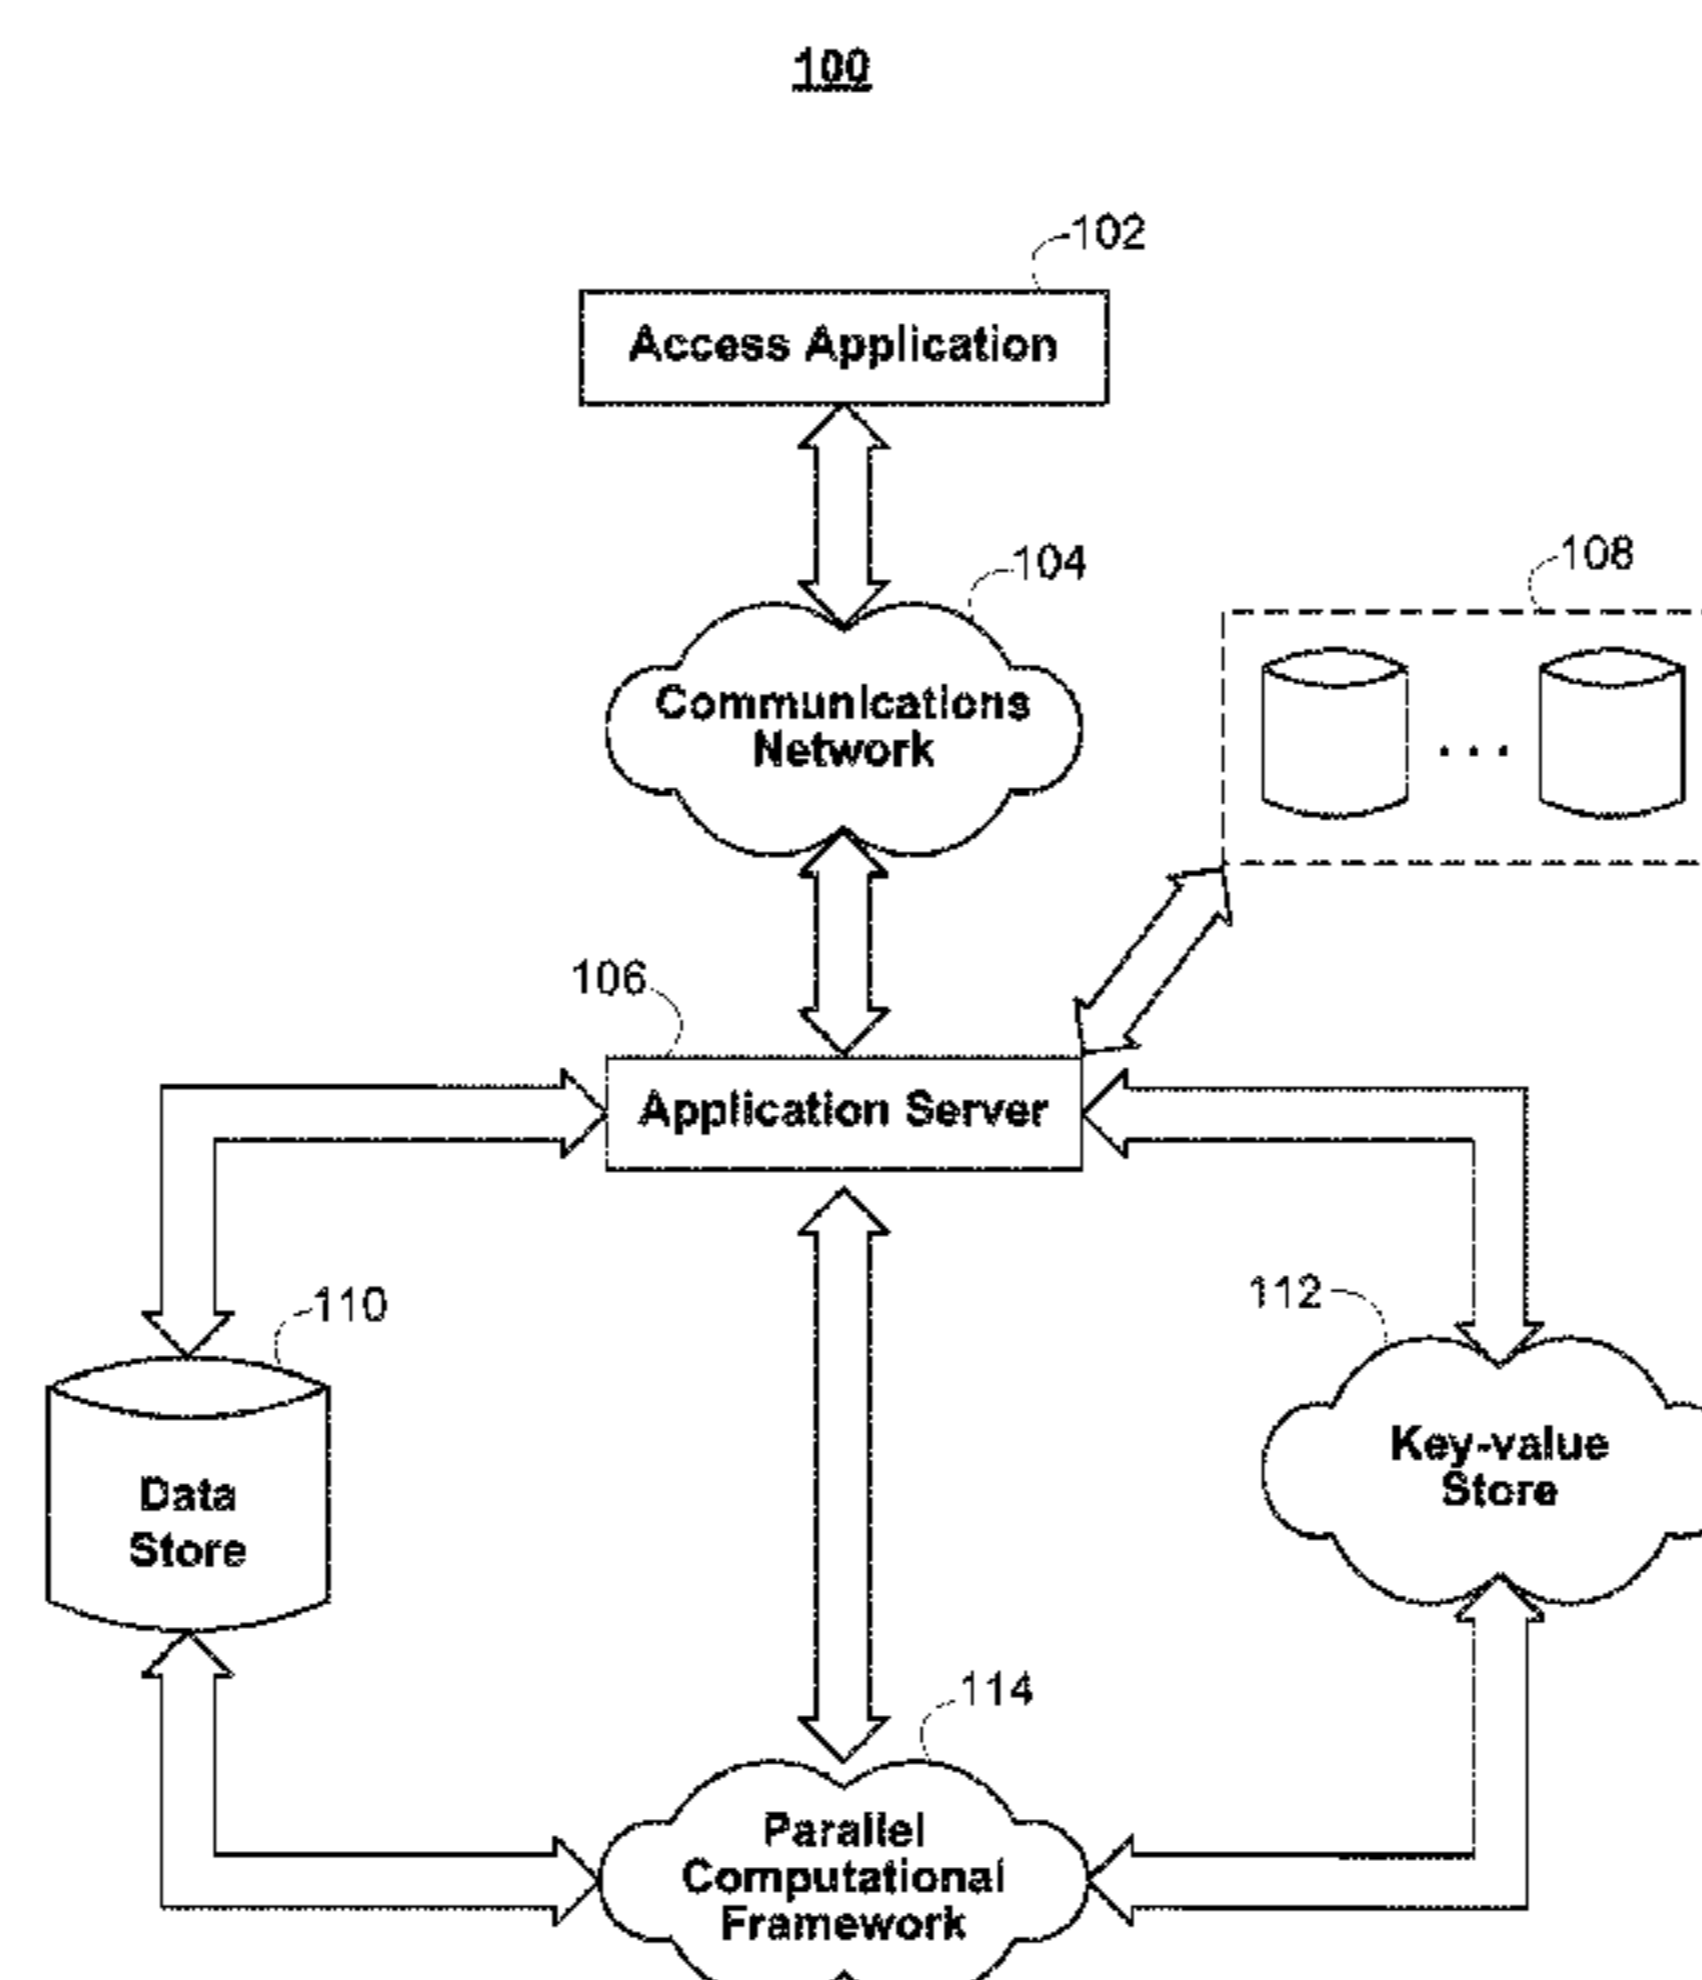 100
102
Access Application
104
108
Communications
Network
...
106
Application Server
110
112
Key-value
Store
Data
Store
114
Parallel
Computational
Framework